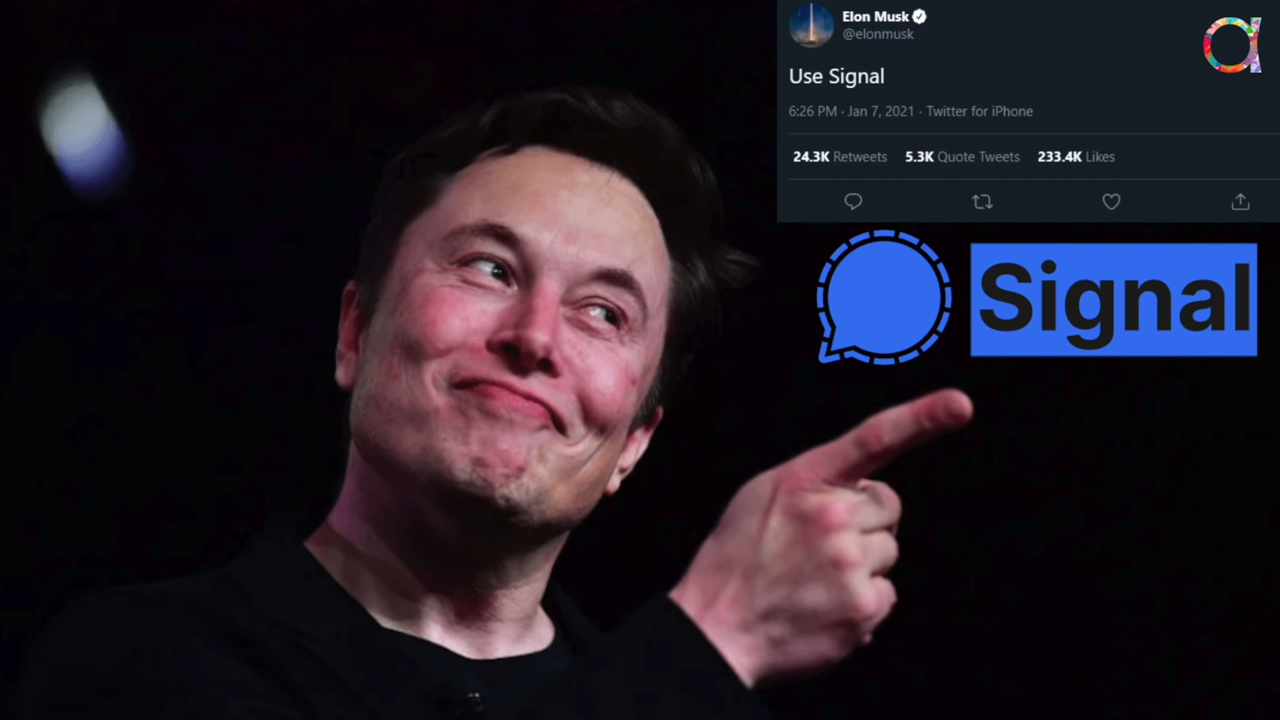 Elon Musk
@elonmusk
Use Signal
6:26 PM · Jan 7, 2021 · Twitter for iPhone
24.3K Retweets 5.3K Quote Tweets 233.4K Likes
Signal